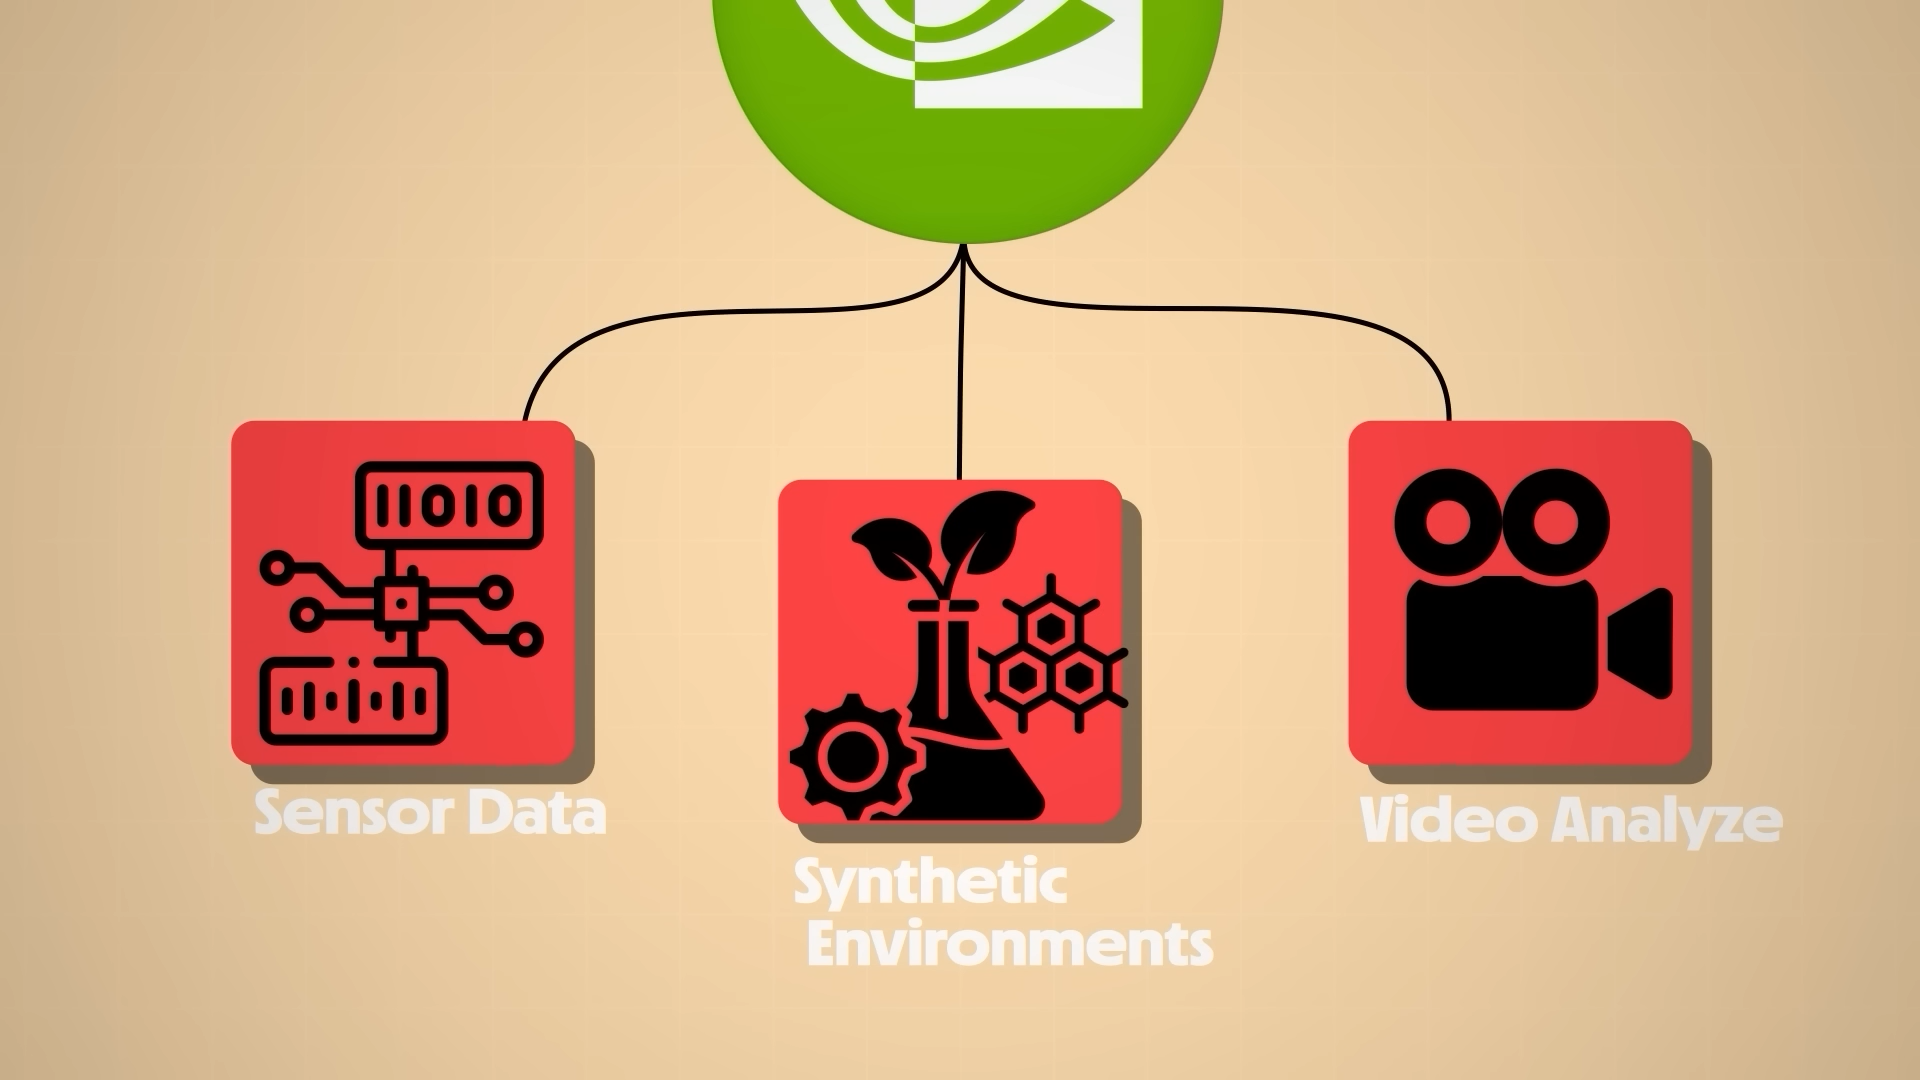 11010
Sensor Data
Synthetic
Environments
Video Analyze